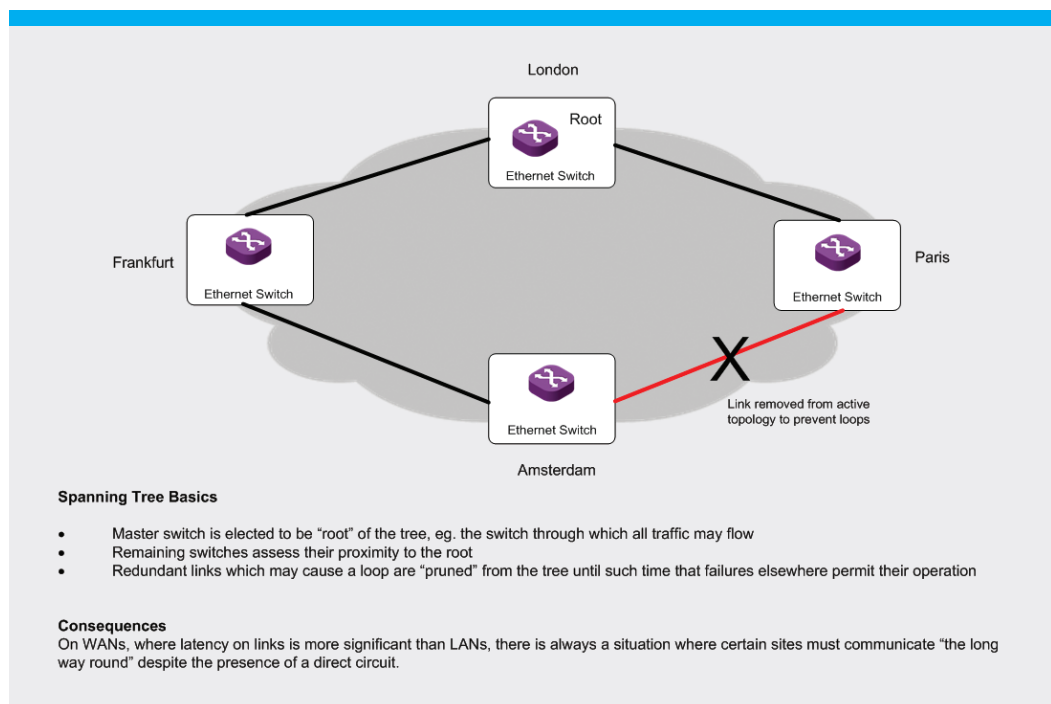 London
Root
Ethernet Switch
Frankfurt
Ethernet Switch
Paris
Ethernet Switch
X
Link removed from active
topology to prevent loops
Ethernet Switch
Amsterdam
Spanning Tree Basics
• Master switch is elected to be “root” of the tree, eg. the switch through which all traffic may flow
• Remaining switches assess their proximity to the root
• Redundant links which may cause a loop are “pruned” from the tree until such time that failures elsewhere permit their operation
Consequences
On WANs, where latency on links is more significant than LANs, there is always a situation where certain sites must communicate “the long
way round” despite the presence of a direct circuit.